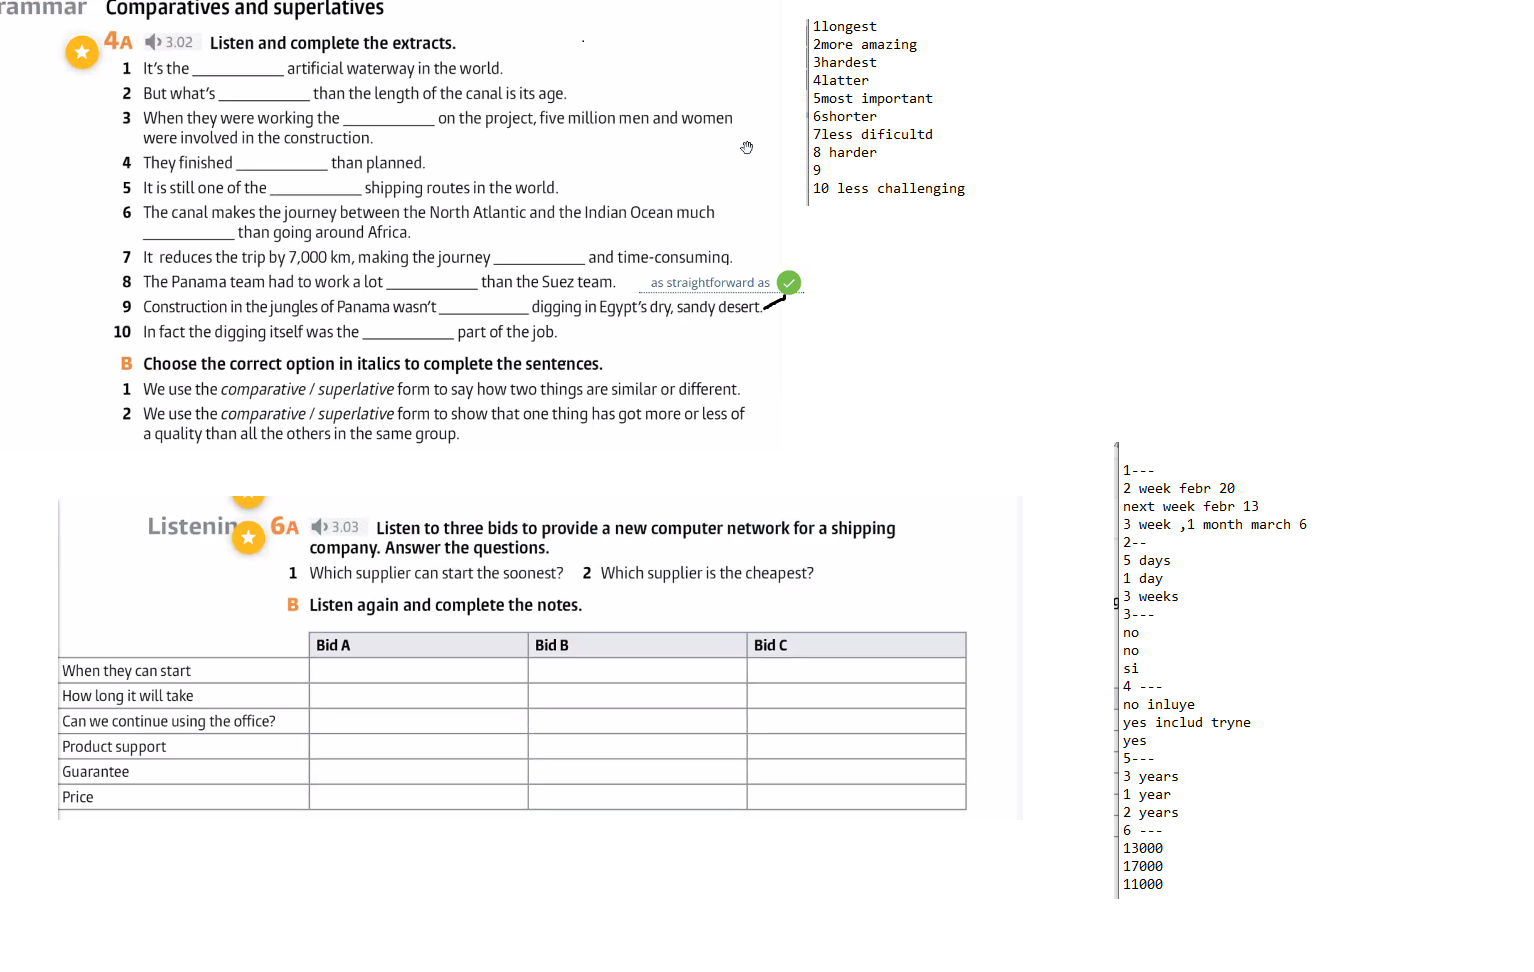 rammar Comparatives and superlatives
4A 3.02 Listen and complete the extracts.
1 It's the ____________ artificial waterway in the world.
2 But what's ____________ than the length of the canal is its age.
3 When they were working the ____________ on the project, five million men and women
were involved in the construction.
4 They finished ____________ than planned.
5 It is still one of the ____________ shipping routes in the world.
6 The canal makes the journey between the North Atlantic and the Indian Ocean much
____________ than going around Africa.
7 It reduces the trip by 7,000 km, making the journey ____________ and time-consuming.
8 The Panama team had to work a lot ____________ than the Suez team. as straightforward as
9 Construction in the jungles of Panama wasn't ____________ digging in Egypt's dry, sandy desert.
10 In fact the digging itself was the ____________ part of the job.
B Choose the correct option in italics to complete the sentences.
1 We use the comparative / superlative form to say how two things are similar or different.
2 We use the comparative / superlative form to show that one thing has got more or less of
a quality than all the others in the same group.
1longest
2more amazing
3hardest
4latter
5most important
6shorter
7less dificultd
8 harder
9
10 less challenging
Listenin 6A 3.03 Listen to three bids to provide a new computer network for a shipping
company. Answer the questions.
1 Which supplier can start the soonest? 2 Which supplier is the cheapest?
B Listen again and complete the notes.
Bid A Bid B Bid C
When they can start
How long it will take
Can we continue using the office?
Product support
Guarantee
Price
1---
2 week febr 20
next week febr 13
3 week ,1 month march 6
2--
5 days
1 day
3 weeks
3---
no
no
si
4 ---
no inluye
yes includ tryne
yes
5---
3 years
1 year
2 years
6 ---
13000
17000
11000